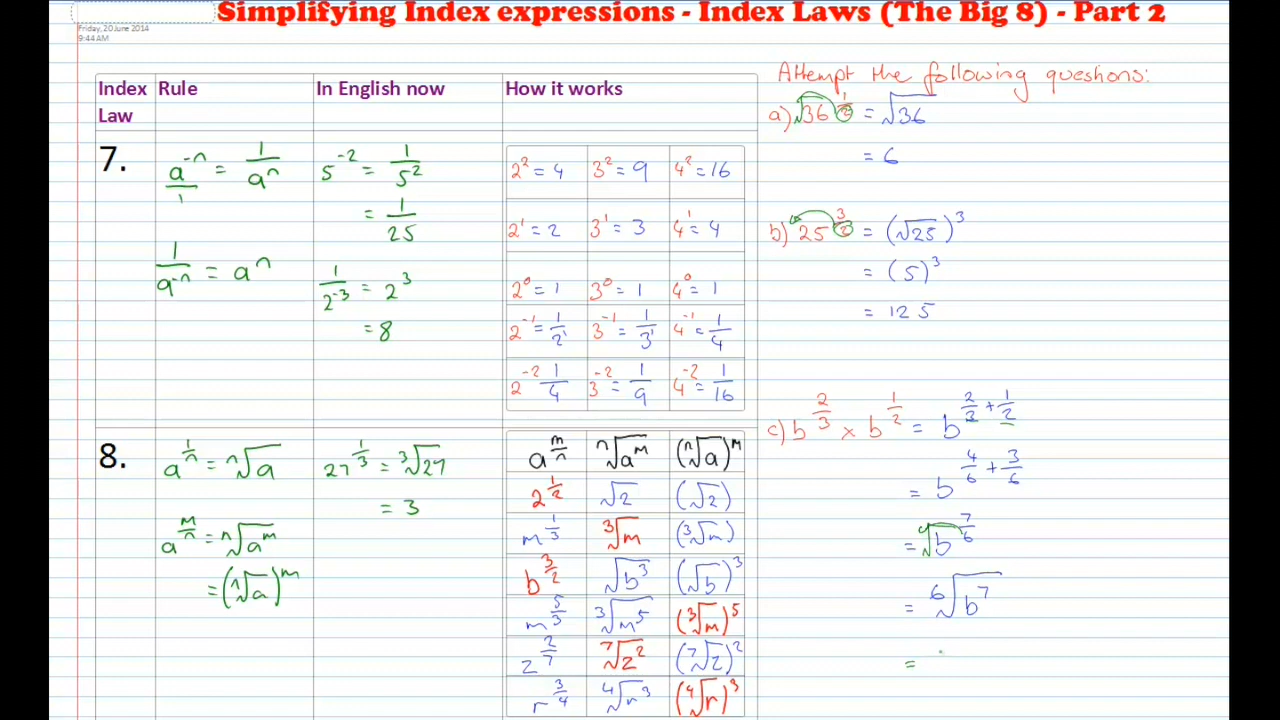 Simplifying Index expressions - Index Laws (The Big 8) - Part 2
Friday, 20 June 2014
9:44 AM
Index Law | Rule | In English now | How it works
7.
a^-n/1 = 1/a^n
1/a^-n = a^n
5^-2 = 1/5^2
= 1/25
1/2^-3 = 2^3
= 8
2^2 = 4 | 3^2 = 9 | 4^2 = 16
2^1 = 2 | 3^1 = 3 | 4^1 = 4
2^0 = 1 | 3^0 = 1 | 4^0 = 1
2^-1 = 1/2^1 | 3^-1 = 1/3^1 | 4^-1 = 1/4
2^-2 1/4 | 3^-2 = 1/9 | 4^-2 = 1/16
8.
a^1/n = ⁿ√a
a^m/n = ⁿ√a^m
= (ⁿ√a)^m
27^1/3 = ³√27
= 3
a^m/n | ⁿ√a^m | (ⁿ√a)^m
2^1/2 | √2 | (√2)
m^1/3 | ³√m | (³√m)
b^3/2 | √b^3 | (√b)^3
m^5/3 | ³√m^5 | (³√m)^5
z^2/7 | ⁷√z^2 | (⁷√z)^2
r^3/4 | ⁴√r^3 | (⁴√r)^3
Attempt the following questions:
a) √36^1/2 = √36
= 6
b) 25^3/2 = (√25)^3
= (5)^3
= 125
c) b^2/3 × b^1/2 = b^2/3 + 1/2
= b^4/6 + 3/6
= √b^7/6
= ⁶√b^7
=